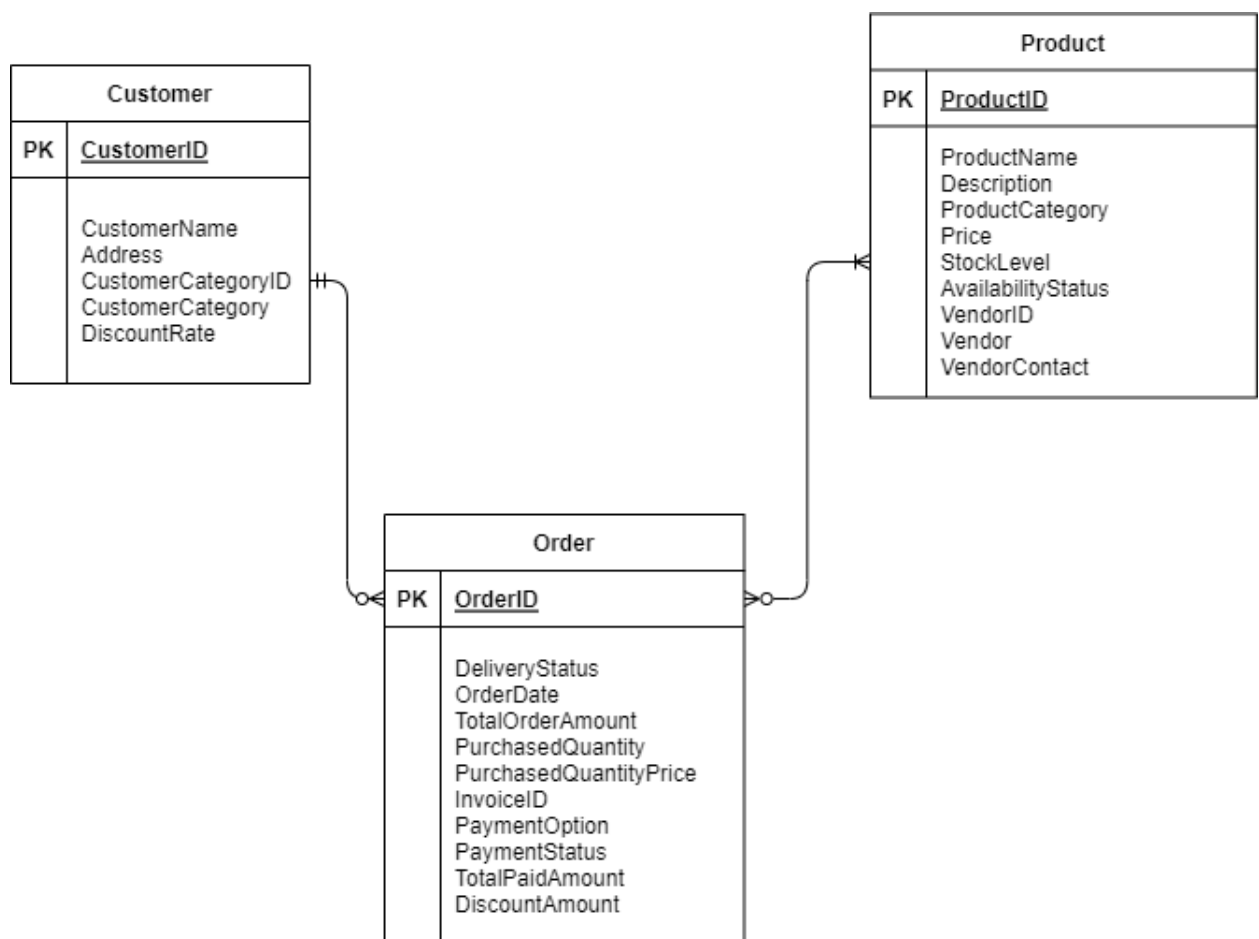 Customer
PK CustomerID
CustomerName
Address
CustomerCategoryID
CustomerCategory
DiscountRate
Product
PK ProductID
ProductName
Description
ProductCategory
Price
StockLevel
AvailabilityStatus
VendorID
Vendor
VendorContact
Order
PK OrderID
DeliveryStatus
OrderDate
TotalOrderAmount
PurchasedQuantity
PurchasedQuantityPrice
InvoiceID
PaymentOption
PaymentStatus
TotalPaidAmount
DiscountAmount